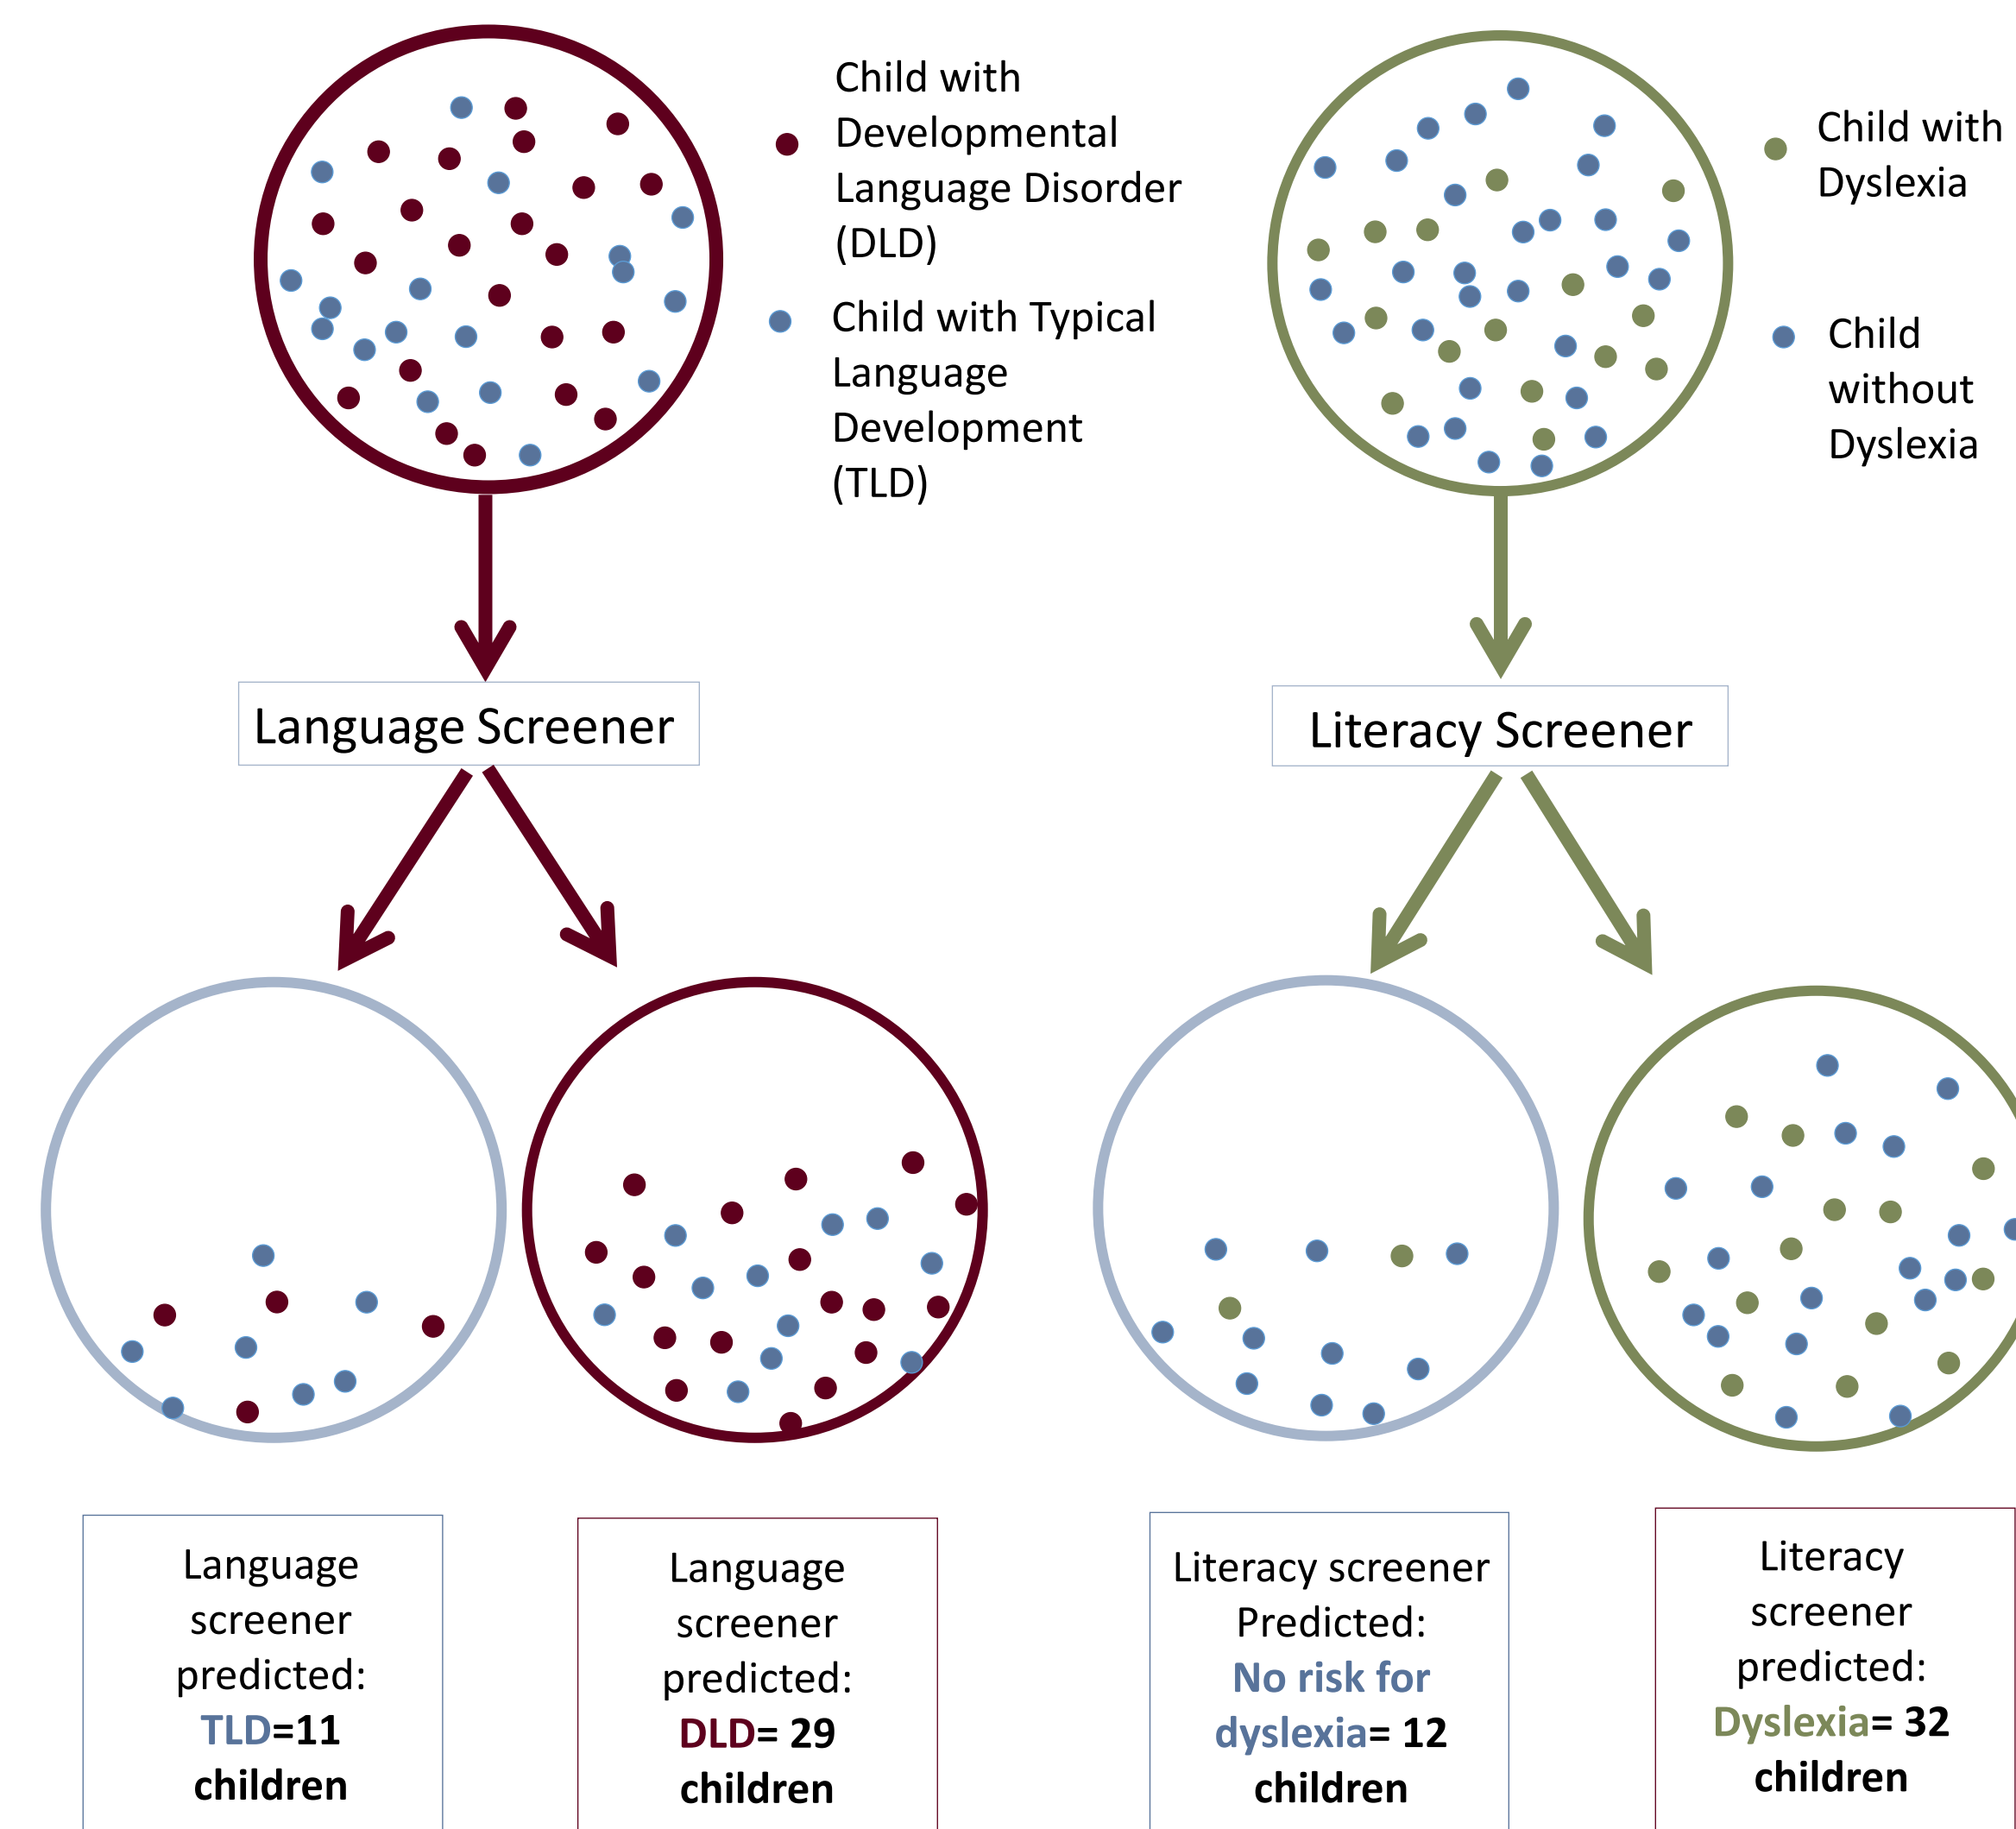 Child with
Developmental
Language Disorder
(DLD)
Child with Typical
Language
Development
(TLD)
Child with
Dyslexia
Child
without
Dyslexia
Language Screener
Literacy Screener
Language
screener
predicted:
TLD=11
children
Language
screener
predicted:
DLD= 29
children
Literacy screener
Predicted:
No risk for
dyslexia= 12
children
Literacy
screener
predicted:
Dyslexia= 32
children